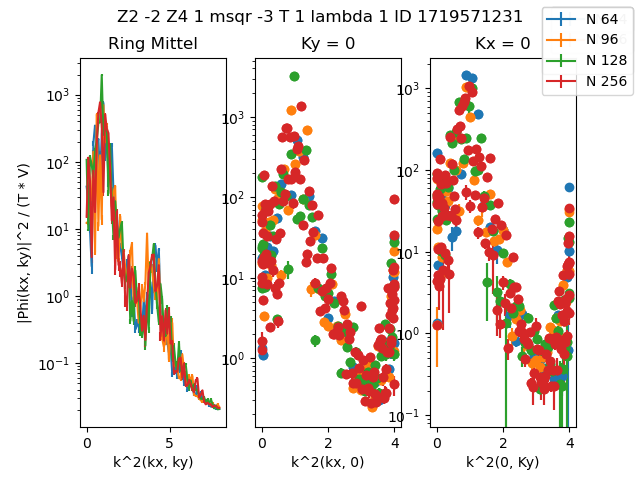 Z2 -2 Z4 1 msqr -3 T 1 lambda 1 ID 1719571231
N 64
N 96
N 128
N 256
Ring Mittel
Ky = 0
Kx = 0
|Phi(kx, ky)|^2 / (T * V)
10^3
10^2
10^1
10^0
10^−1
0
5
k^2(kx, ky)
10^3
10^2
10^1
10^0
0
2
4
k^2(kx, 0)
10^3
10^2
10^1
10^0
10^−1
0
2
4
k^2(0, Ky)